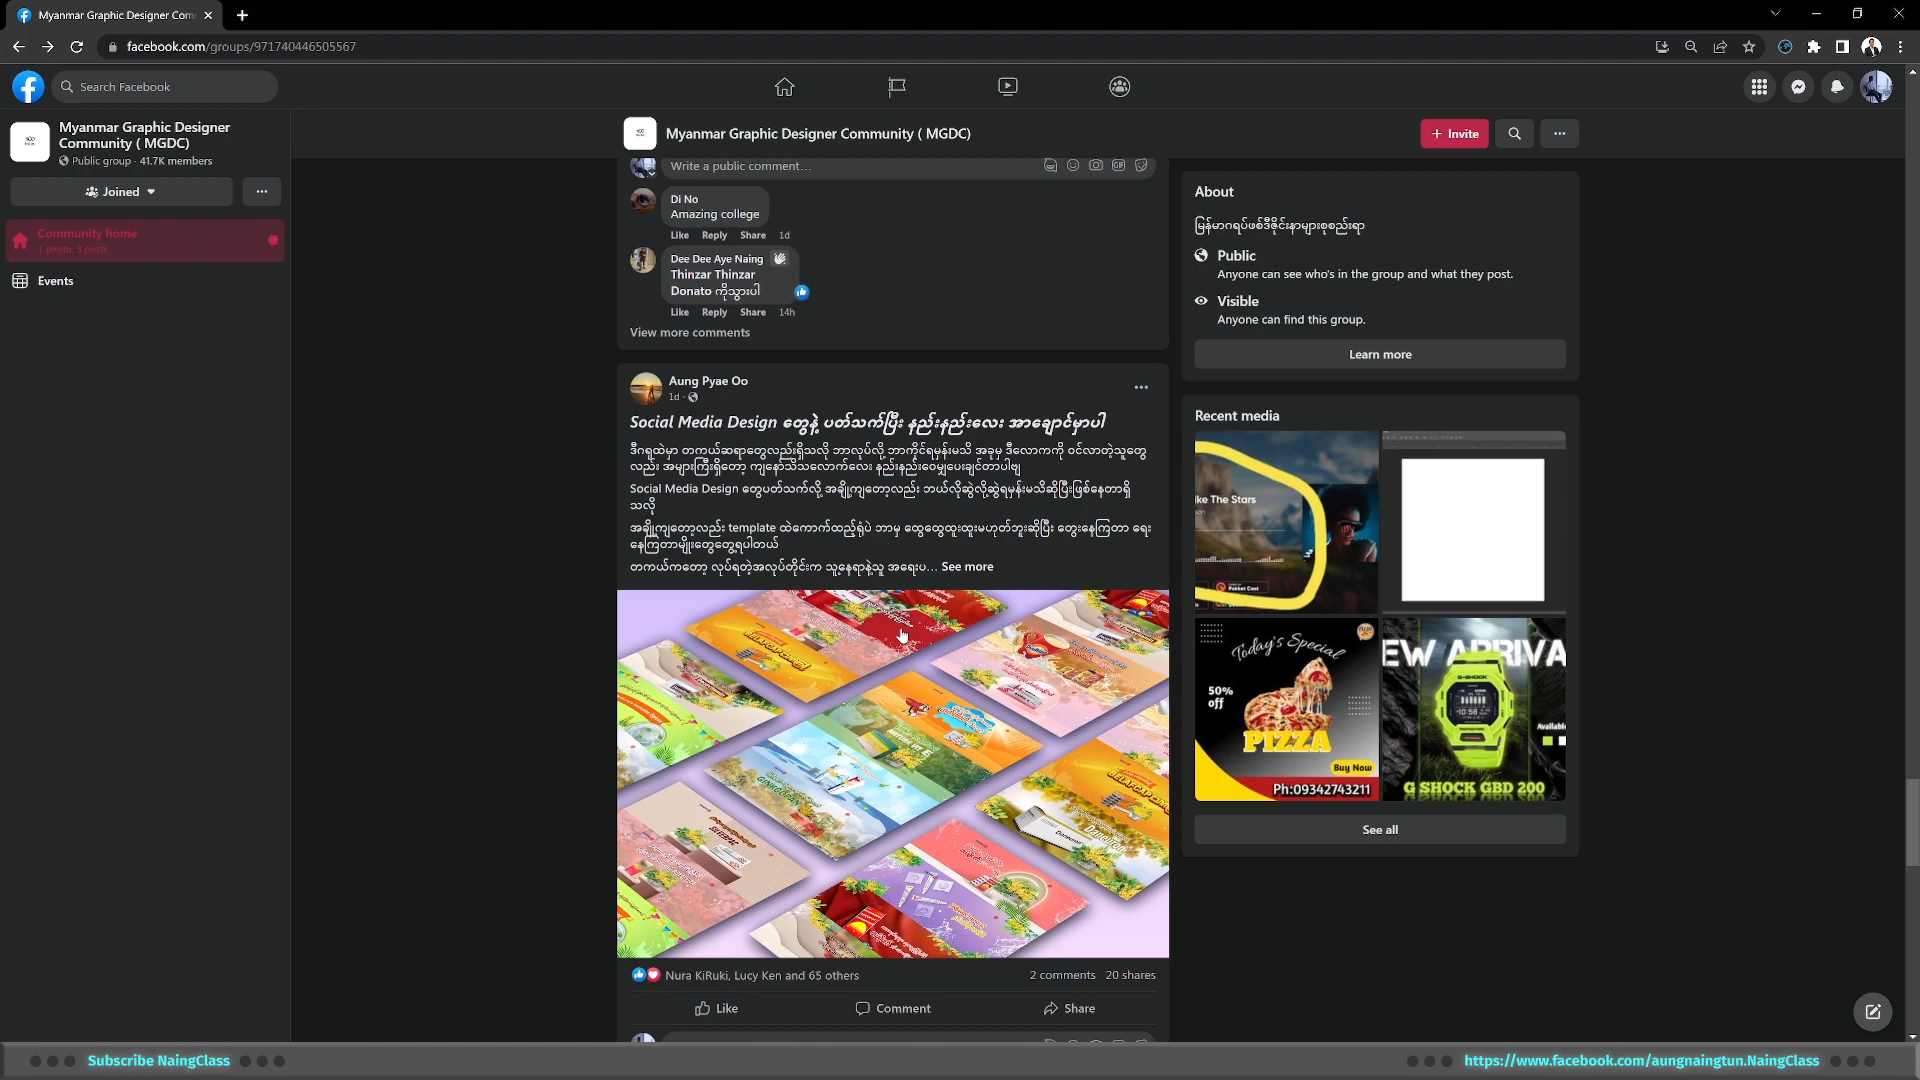 Myanmar Graphic Designer Com
facebook.com/groups/971740446505567
Search Facebook
Myanmar Graphic Designer
Community ( MGDC)
Public group · 41.7K members
Joined
Community home
1 photo, 3 posts
Events
Myanmar Graphic Designer Community ( MGDC)
+ Invite
Write a public comment…
Di No
Amazing college
Like Reply Share 1d
Dee Dee Aye Naing
Thinzar Thinzar
Donato ကိုသွားပါ
Like Reply Share 14h
View more comments
Aung Pyae Oo
1d
Social Media Design တွေနဲ့ ပတ်သက်ပြီး နည်းနည်းလေး အာချောင်မှာပါ
ဒီဂရုထဲမှာ တကယ်ဆရာတွေလည်းရှိသလို ဘာလုပ်လို့ ဘာကိုင်ရမှန်းမသိ အခုမှ ဒီလောကကို ဝင်လာတဲ့သူတွေ
လည်း အများကြီးရှိတော့ ကျနော်သိသလောက်လေး နည်းနည်းဝေမျှပေးချင်တာပါဗျ
Social Media Design တွေပတ်သက်လို့ အချို့ကျတော့လည်း ဘယ်လိုဆွဲလို့ဆွဲရမှန်းမသိဆိုပြီးဖြစ်နေတာရှိ
သလို
အချို့ကျတော့လည်း template ထဲကောက်ထည့်ရုံပဲ ဘာမှ ထွေထွေထူးထူးမဟုတ်ဘူးဆိုပြီး တွေးနေကြတာ ရေး
နေကြတာမျိုးတွေတွေ့ရပါတယ်
တကယ်ကတော့ လုပ်ရတဲ့အလုပ်တိုင်းက သူ့နေရာနဲ့သူ အရေးပ... See more
GINKGOPAN
Nura KiRuki, Lucy Ken and 65 others
2 comments 20 shares
Like Comment Share
About
မြန်မာဂရပ်ဖစ်ဒီဇိုင်းနာများစုစည်းရာ
Public
Anyone can see who's in the group and what they post.
Visible
Anyone can find this group.
Learn more
Recent media
ike The Stars
Pokket Cast
Today's Special
50%
off
PIZZA
Buy Now
Ph:09342743211
EW ARRIVA
G-SHOCK
Available
G SHOCK GBD 200
See all
Subscribe NaingClass
https://www.facebook.com/aungnaingtun.NaingClass